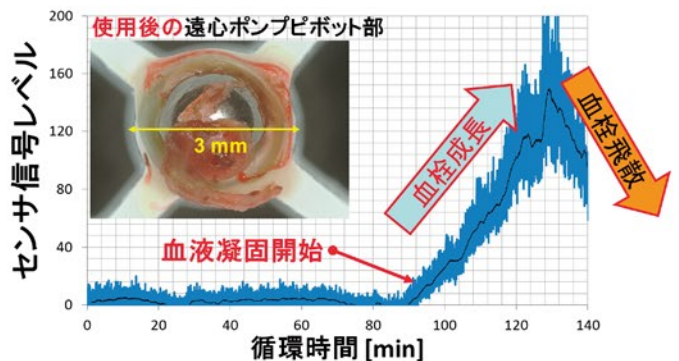 使用後の遠心ポンプピボット部
3 mm
センサ信号レベル
200
160
120
80
40
0
血液凝固開始
血栓成長
血栓飛散
0 20 40 60 80 100 120 140
循環時間 [min]